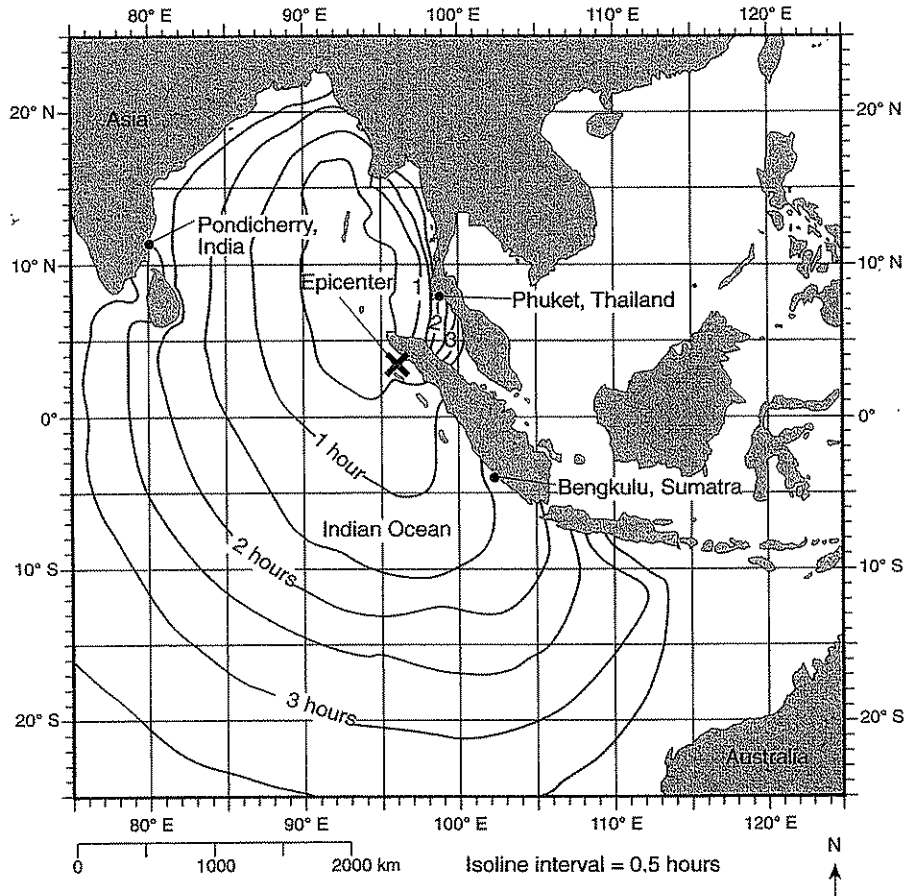 80° E 90° E 100° E 110° E 120° E
20° N
20° N
Asia
Pondicherry,
India
10° N
10° N
Epicenter
1
Phuket, Thailand
2
3
0°
0°
1 hour
Bengkulu, Sumatra
Indian Ocean
2 hours
10° S
10° S
3 hours
20° S
20° S
Australia
80° E 90° E 100° E 110° E 120° E
N
0 1000 2000 km
Isoline interval = 0.5 hours